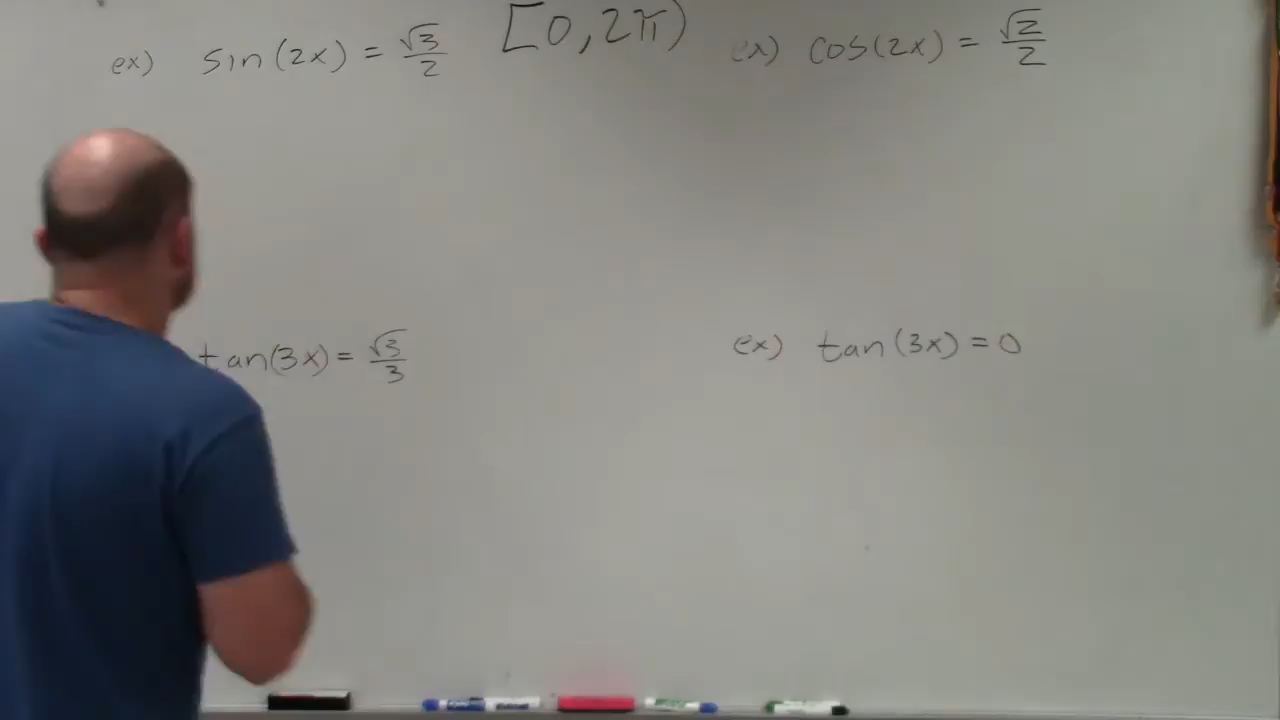 ex) sin(2x) = √3/2
[0, 2π)
ex) cos(2x) = √2/2
tan(3x) = √3/3
ex) tan(3x) = 0